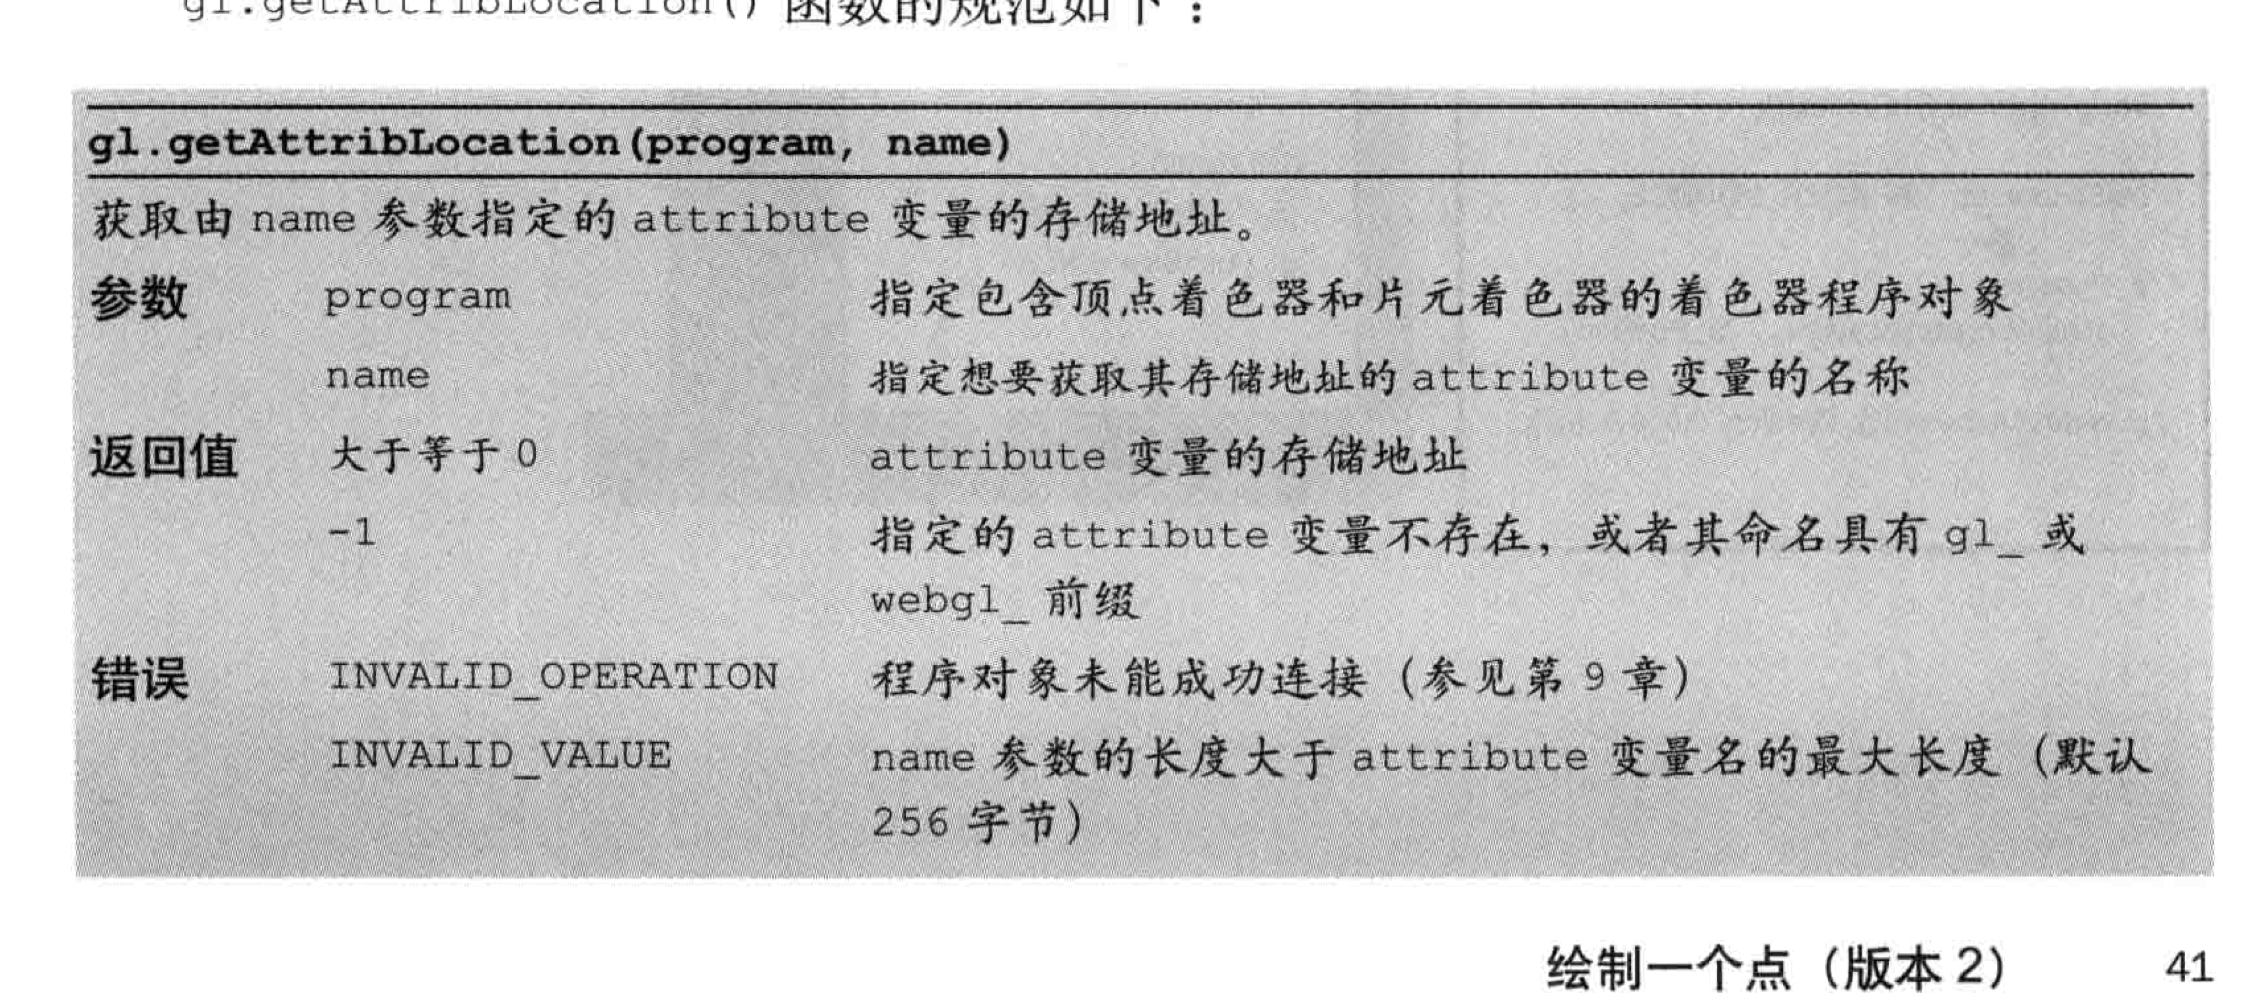 gl.getAttribLocation() 函数的规范如下：
gl.getAttribLocation(program, name)
获取由 name 参数指定的 attribute 变量的存储地址。
参数 program 指定包含顶点着色器和片元着色器的着色器程序对象
name 指定想要获取其存储地址的 attribute 变量的名称
返回值 大于等于 0 attribute 变量的存储地址
-1 指定的 attribute 变量不存在，或者其命名具有 gl_ 或
webgl_ 前缀
错误 INVALID_OPERATION 程序对象未能成功连接（参见第 9 章）
INVALID_VALUE name 参数的长度大于 attribute 变量名的最大长度（默认
256 字节）
绘制一个点（版本 2） 41